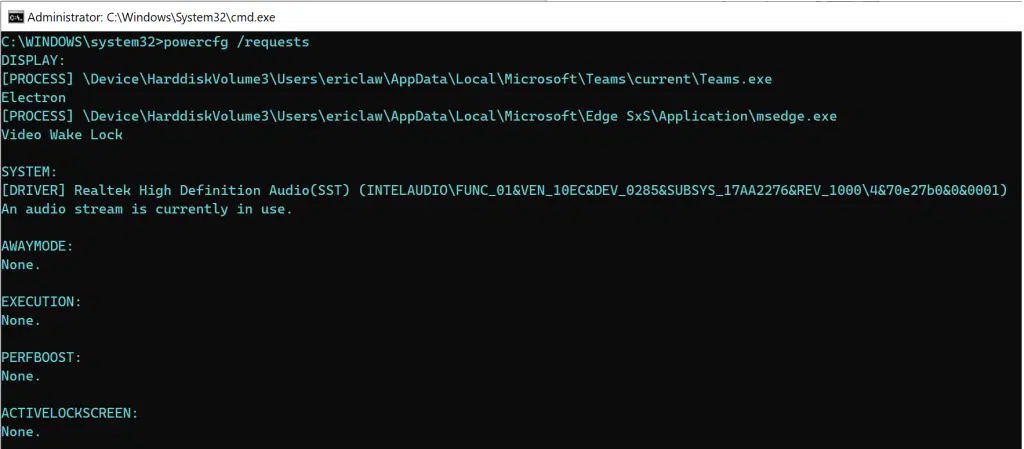 Administrator: C:\Windows\System32\cmd.exe
C:\WINDOWS\system32>powercfg /requests
DISPLAY:
[PROCESS] \Device\HarddiskVolume3\Users\ericlaw\AppData\Local\Microsoft\Teams\current\Teams.exe
Electron
[PROCESS] \Device\HarddiskVolume3\Users\ericlaw\AppData\Local\Microsoft\Edge SxS\Application\msedge.exe
Video Wake Lock
SYSTEM:
[DRIVER] Realtek High Definition Audio(SST) (INTELAUDIO\FUNC_01&VEN_10EC&DEV_0285&SUBSYS_17AA2276&REV_1000\4&70e27b0&0&0001)
An audio stream is currently in use.
AWAYMODE:
None.
EXECUTION:
None.
PERFBOOST:
None.
ACTIVELOCKSCREEN:
None.